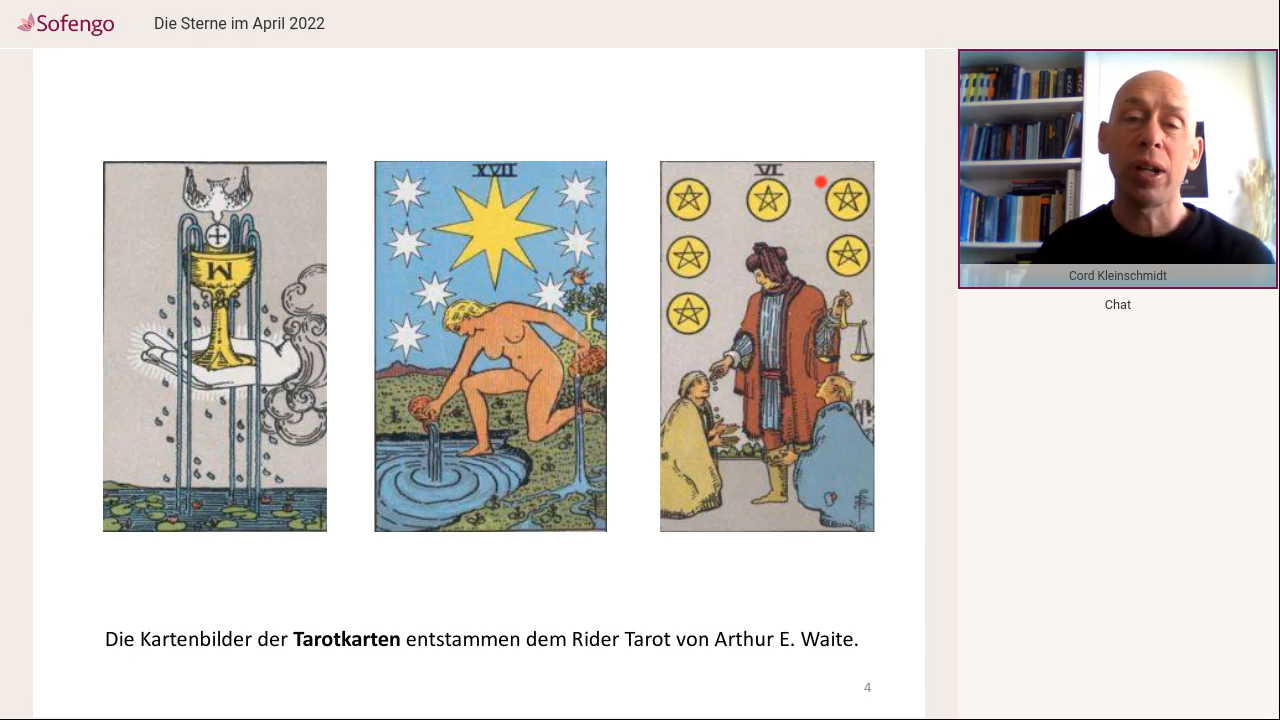 Sofengo
Die Sterne im April 2022
XVII
VI
W
Cord Kleinschmidt
Chat
Die Kartenbilder der Tarotkarten entstammen dem Rider Tarot von Arthur E. Waite.
4